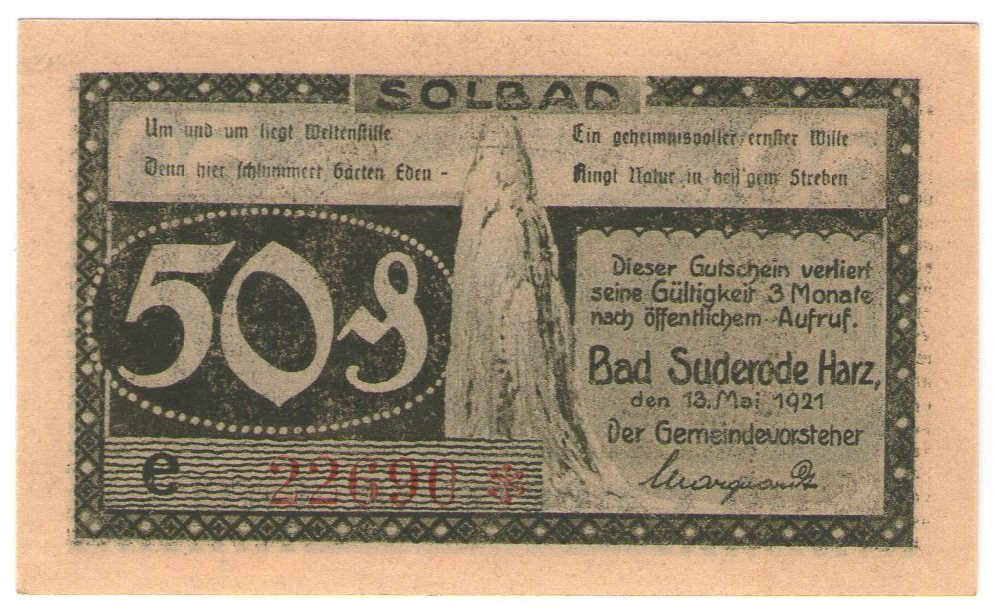 SOLBAD
Um und um liegt Weltenstille
Denn hier schlummert Garten Eden -
Ein geheimnisvoller, ernster Wille
Ringt Natur in heil'gem Streben
50 ₰
Dieser Gutschein verliert
seine Gültigkeit 3 Monate
nach öffentlichem Aufruf.
Bad Suderode Harz,
den 13. Mai 1921
Der Gemeindevorsteher
Marquardt.
e 22690 *